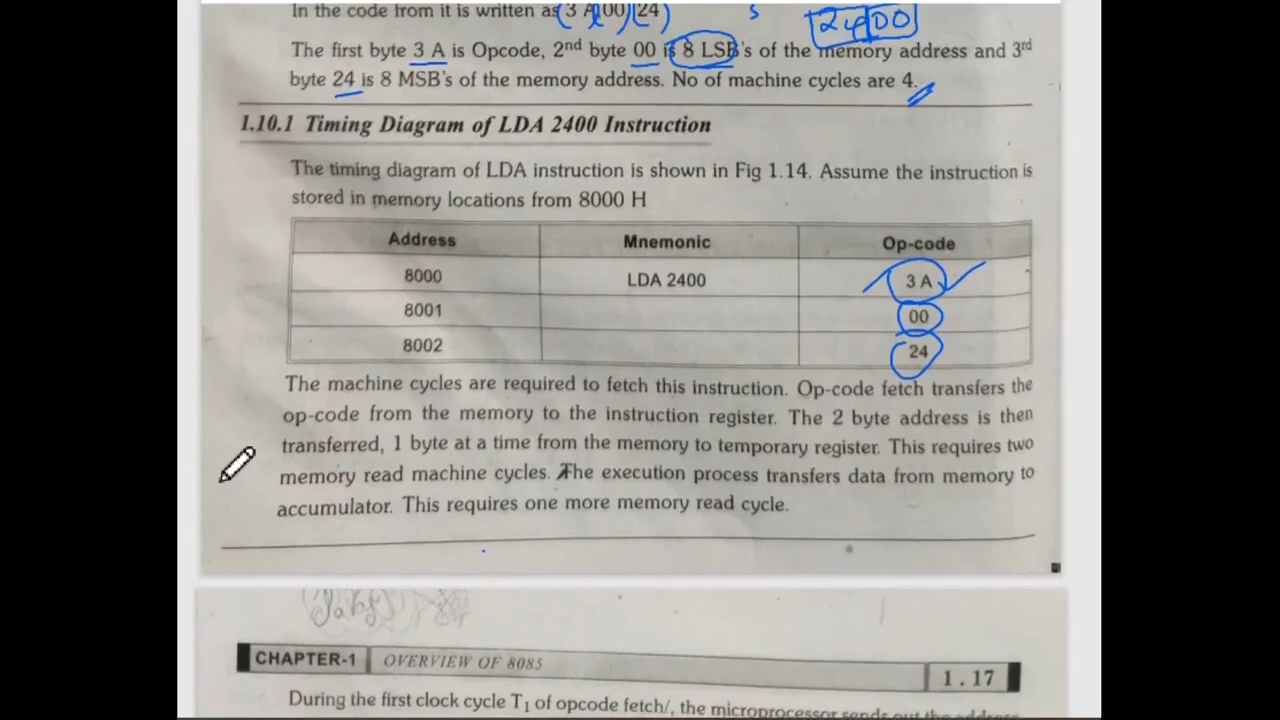 In the code from it is written as (3 A)(00)(24)
s 24 00
The first byte 3 A is Opcode, 2nd byte 00 is 8 LSB's of the memory address and 3rd
byte 24 is 8 MSB's of the memory address. No of machine cycles are 4.
1.10.1 Timing Diagram of LDA 2400 Instruction
The timing diagram of LDA instruction is shown in Fig 1.14. Assume the instruction is
stored in memory locations from 8000 H
Address Mnemonic Op-code
8000 LDA 2400 3 A
8001 00
8002 24
The machine cycles are required to fetch this instruction. Op-code fetch transfers the
op-code from the memory to the instruction register. The 2 byte address is then
transferred, 1 byte at a time from the memory to temporary register. This requires two
memory read machine cycles. The execution process transfers data from memory to
accumulator. This requires one more memory read cycle.
CHAPTER-1 OVERVIEW OF 8085 1.17
During the first clock cycle T1 of opcode fetch/, the microprocessor sends out the address